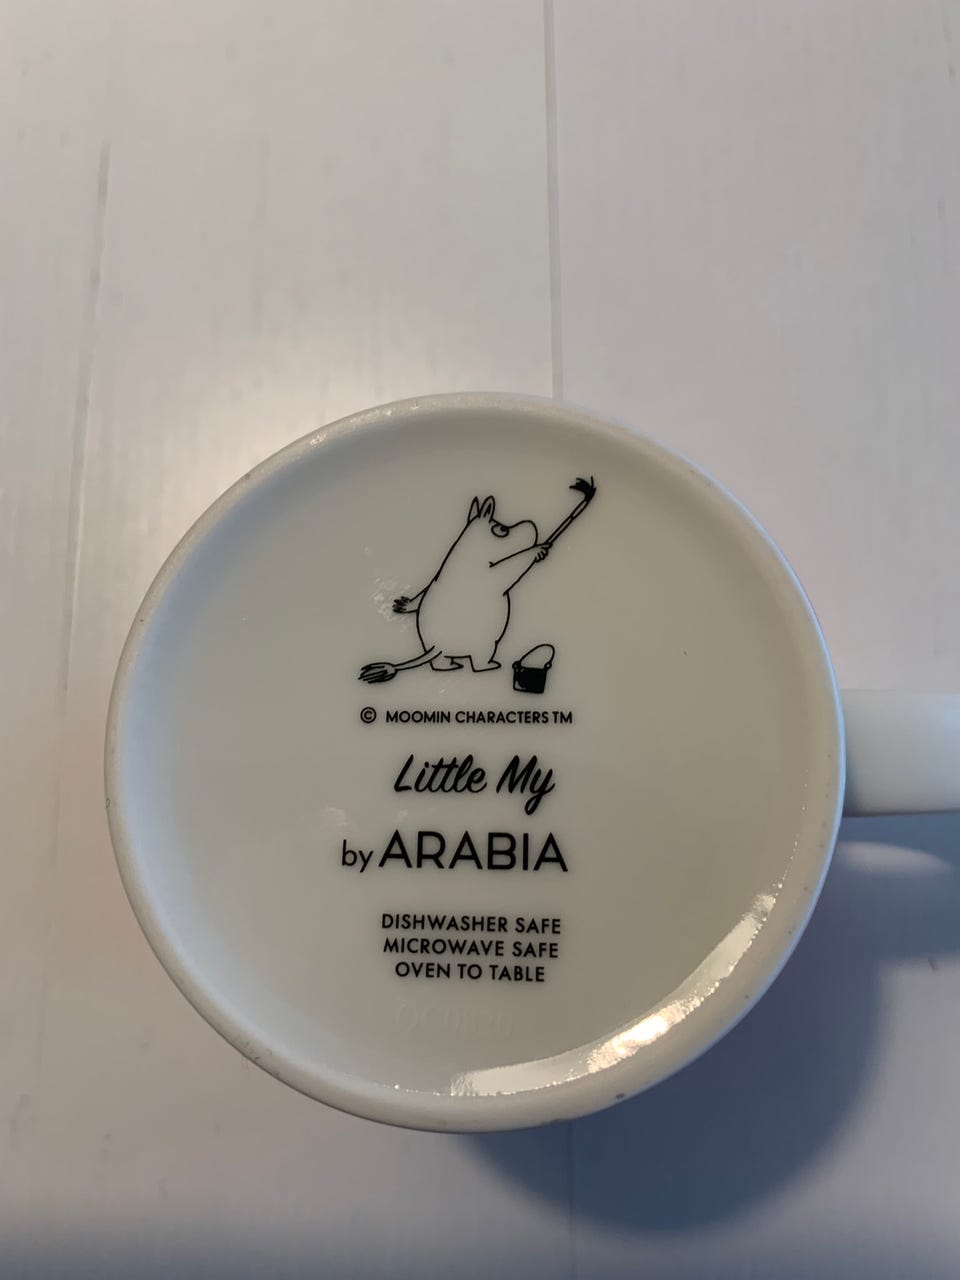 © MOOMIN CHARACTERS TM
Little My
by ARABIA
DISHWASHER SAFE
MICROWAVE SAFE
OVEN TO TABLE